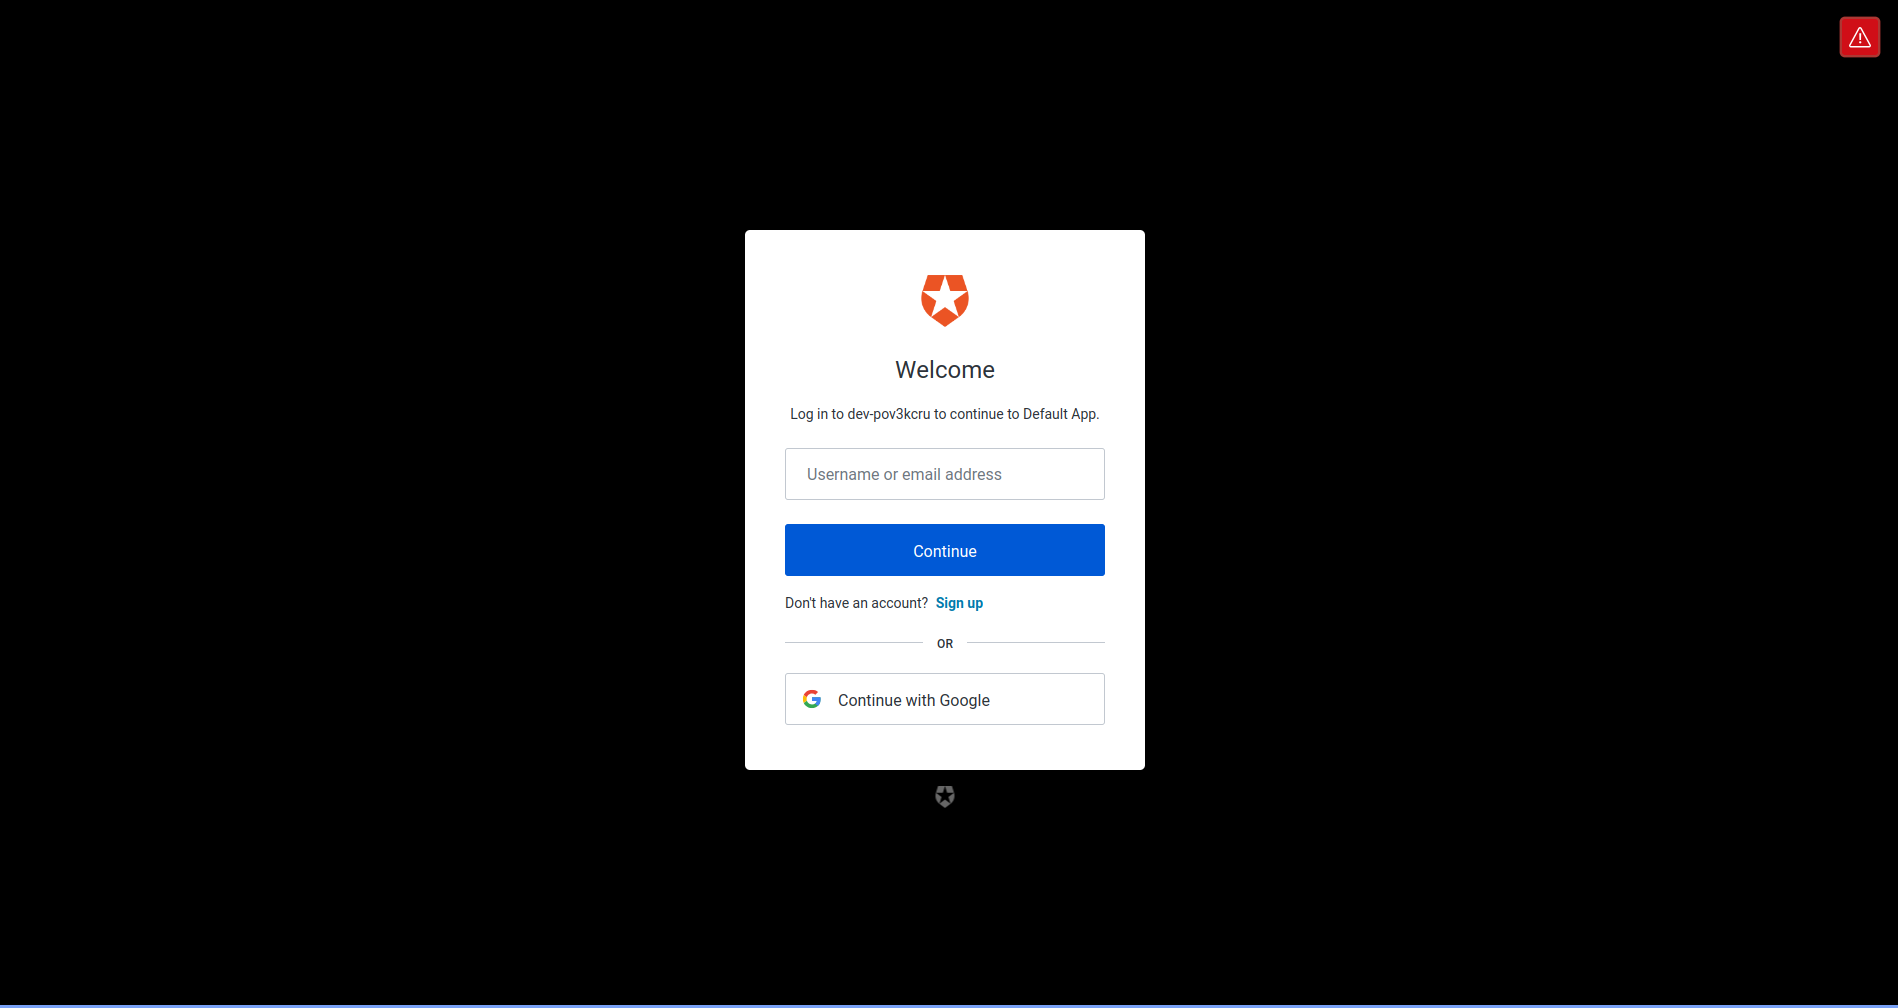 Welcome
Log in to dev-pov3kcru to continue to Default App.
Username or email address
Continue
Don't have an account? Sign up
OR
Continue with Google